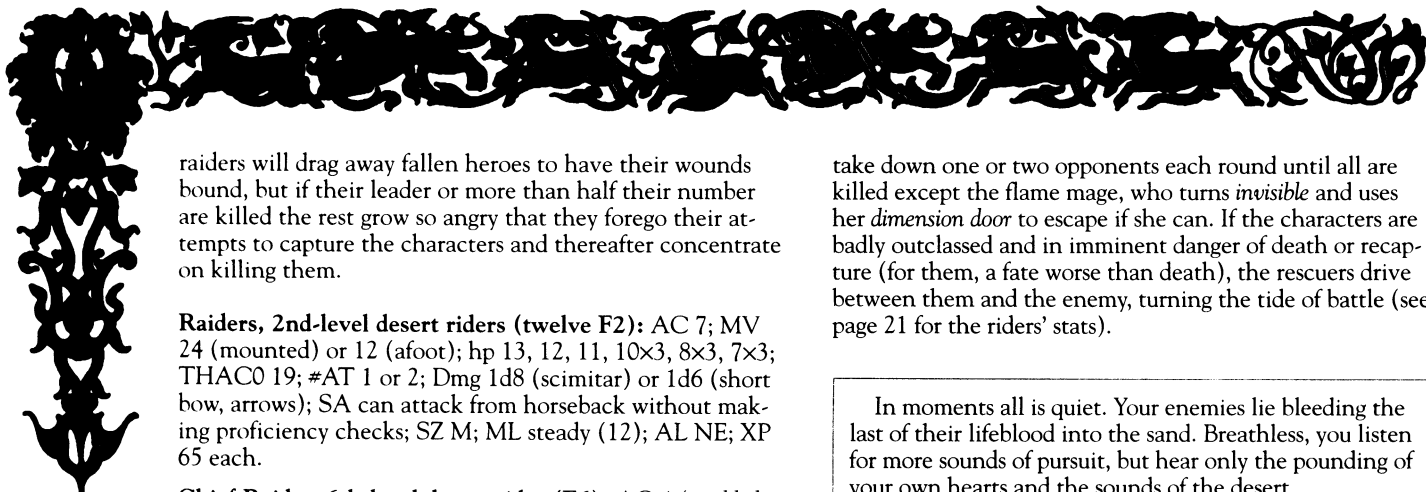 raiders will drag away fallen heroes to have their wounds
bound, but if their leader or more than half their number
are killed the rest grow so angry that they forego their at-
tempts to capture the characters and thereafter concentrate
on killing them.
Raiders, 2nd-level desert riders (twelve F2): AC 7; MV
24 (mounted) or 12 (afoot); hp 13, 12, 11, 10×3, 8×3, 7×3;
THAC0 19; #AT 1 or 2; Dmg 1d8 (scimitar) or 1d6 (short
bow, arrows); SA can attack from horseback without mak-
ing proficiency checks; SZ M; ML steady (12); AL NE; XP
65 each.
take down one or two opponents each round until all are
killed except the flame mage, who turns invisible and uses
her dimension door to escape if she can. If the characters are
badly outclassed and in imminent danger of death or recap-
ture (for them, a fate worse than death), the rescuers drive
between them and the enemy, turning the tide of battle (see
page 21 for the riders' stats).
In moments all is quiet. Your enemies lie bleeding the
last of their lifeblood into the sand. Breathless, you listen
for more sounds of pursuit, but hear only the pounding of
your own hearts and the sounds of the desert.